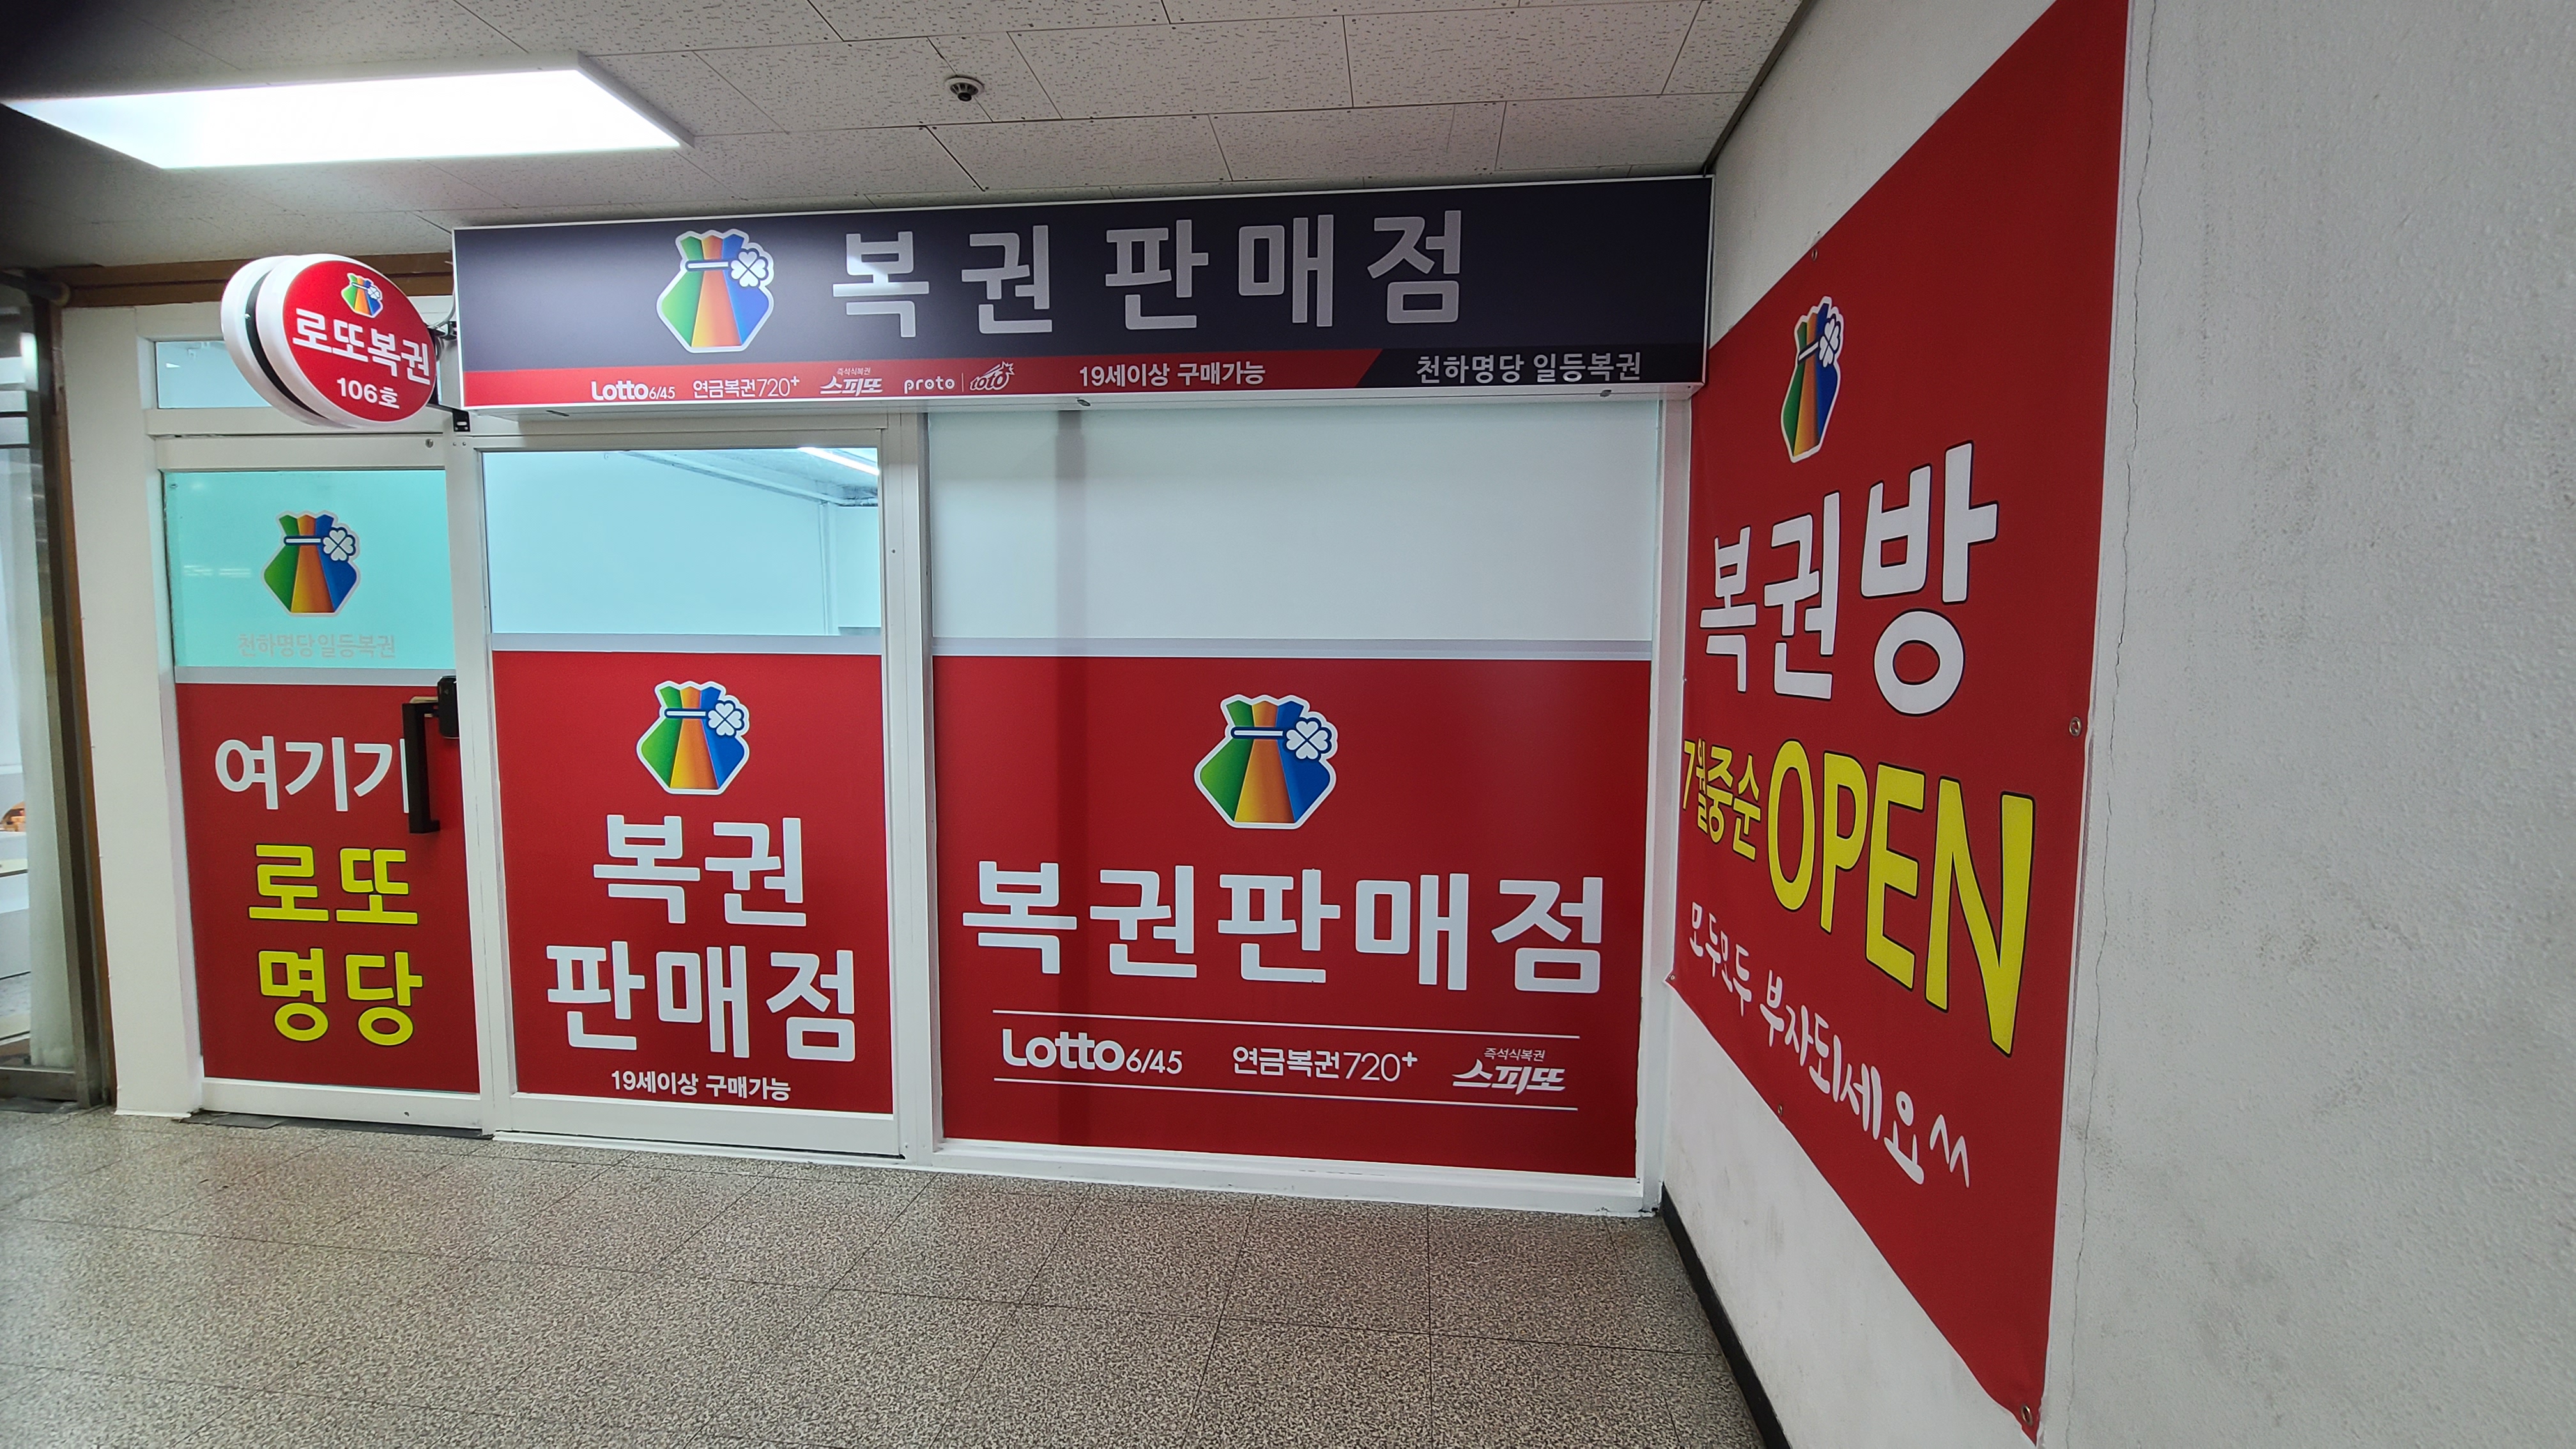 로또복권
106호
복권판매점
Lotto 6/45 연금복권720+ 즉석식복권 스피또 proto TOTO 19세이상 구매가능 천하명당 일등복권
천하명당일등복권
여기가
로또
명당
복권
판매점
19세이상 구매가능
복권판매점
Lotto 6/45 연금복권720+ 즉석식복권 스피또
복권방
7월중순 OPEN
모두모두 부자되세요^^